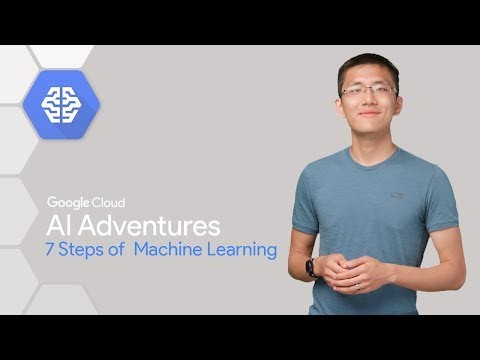 Google Cloud
AI Adventures
7 Steps of Machine Learning